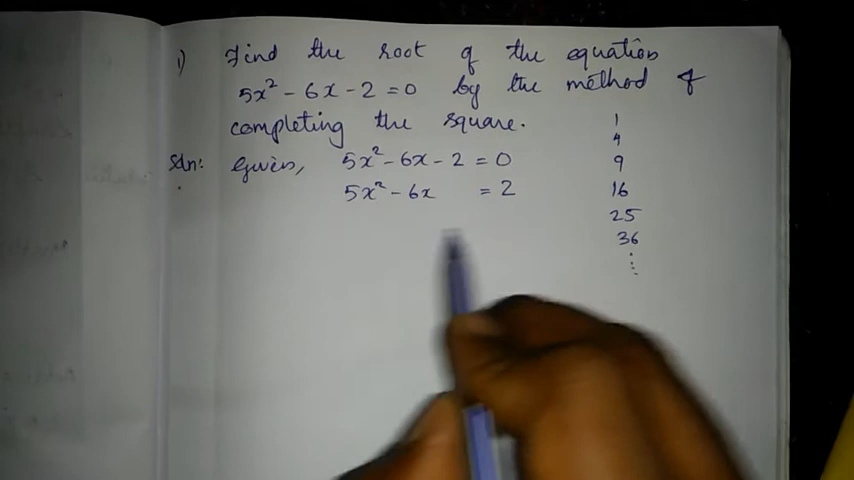 1) Find the root of the equation
5x² - 6x - 2 = 0 by the method of
completing the square.
Soln: Given, 5x² - 6x - 2 = 0
5x² - 6x = 2
1
4
9
16
25
36
⋮